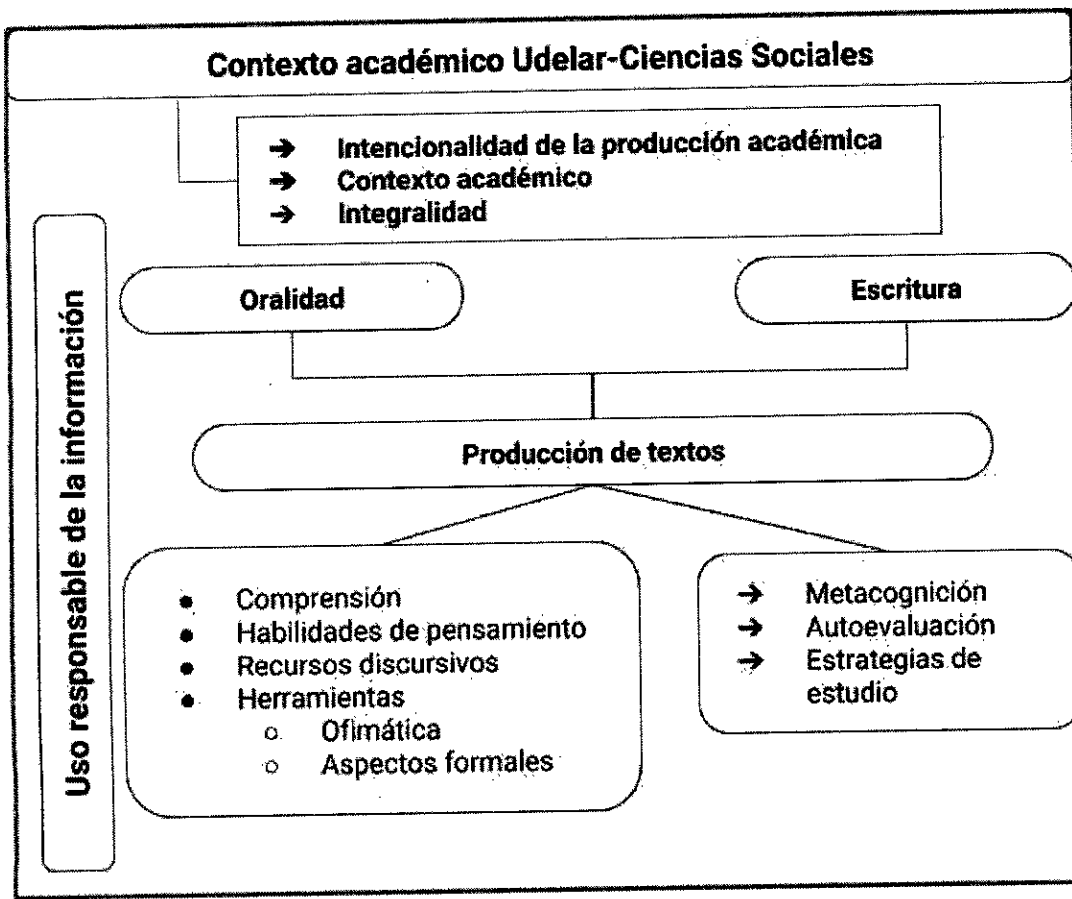 Contexto académico Udelar-Ciencias Sociales
➔ Intencionalidad de la producción académica
➔ Contexto académico
➔ Integralidad
Uso responsable de la información
Oralidad
Escritura
Producción de textos
● Comprensión
● Habilidades de pensamiento
● Recursos discursivos
● Herramientas
○ Ofimática
○ Aspectos formales
➔ Metacognición
➔ Autoevaluación
➔ Estrategias de
estudio